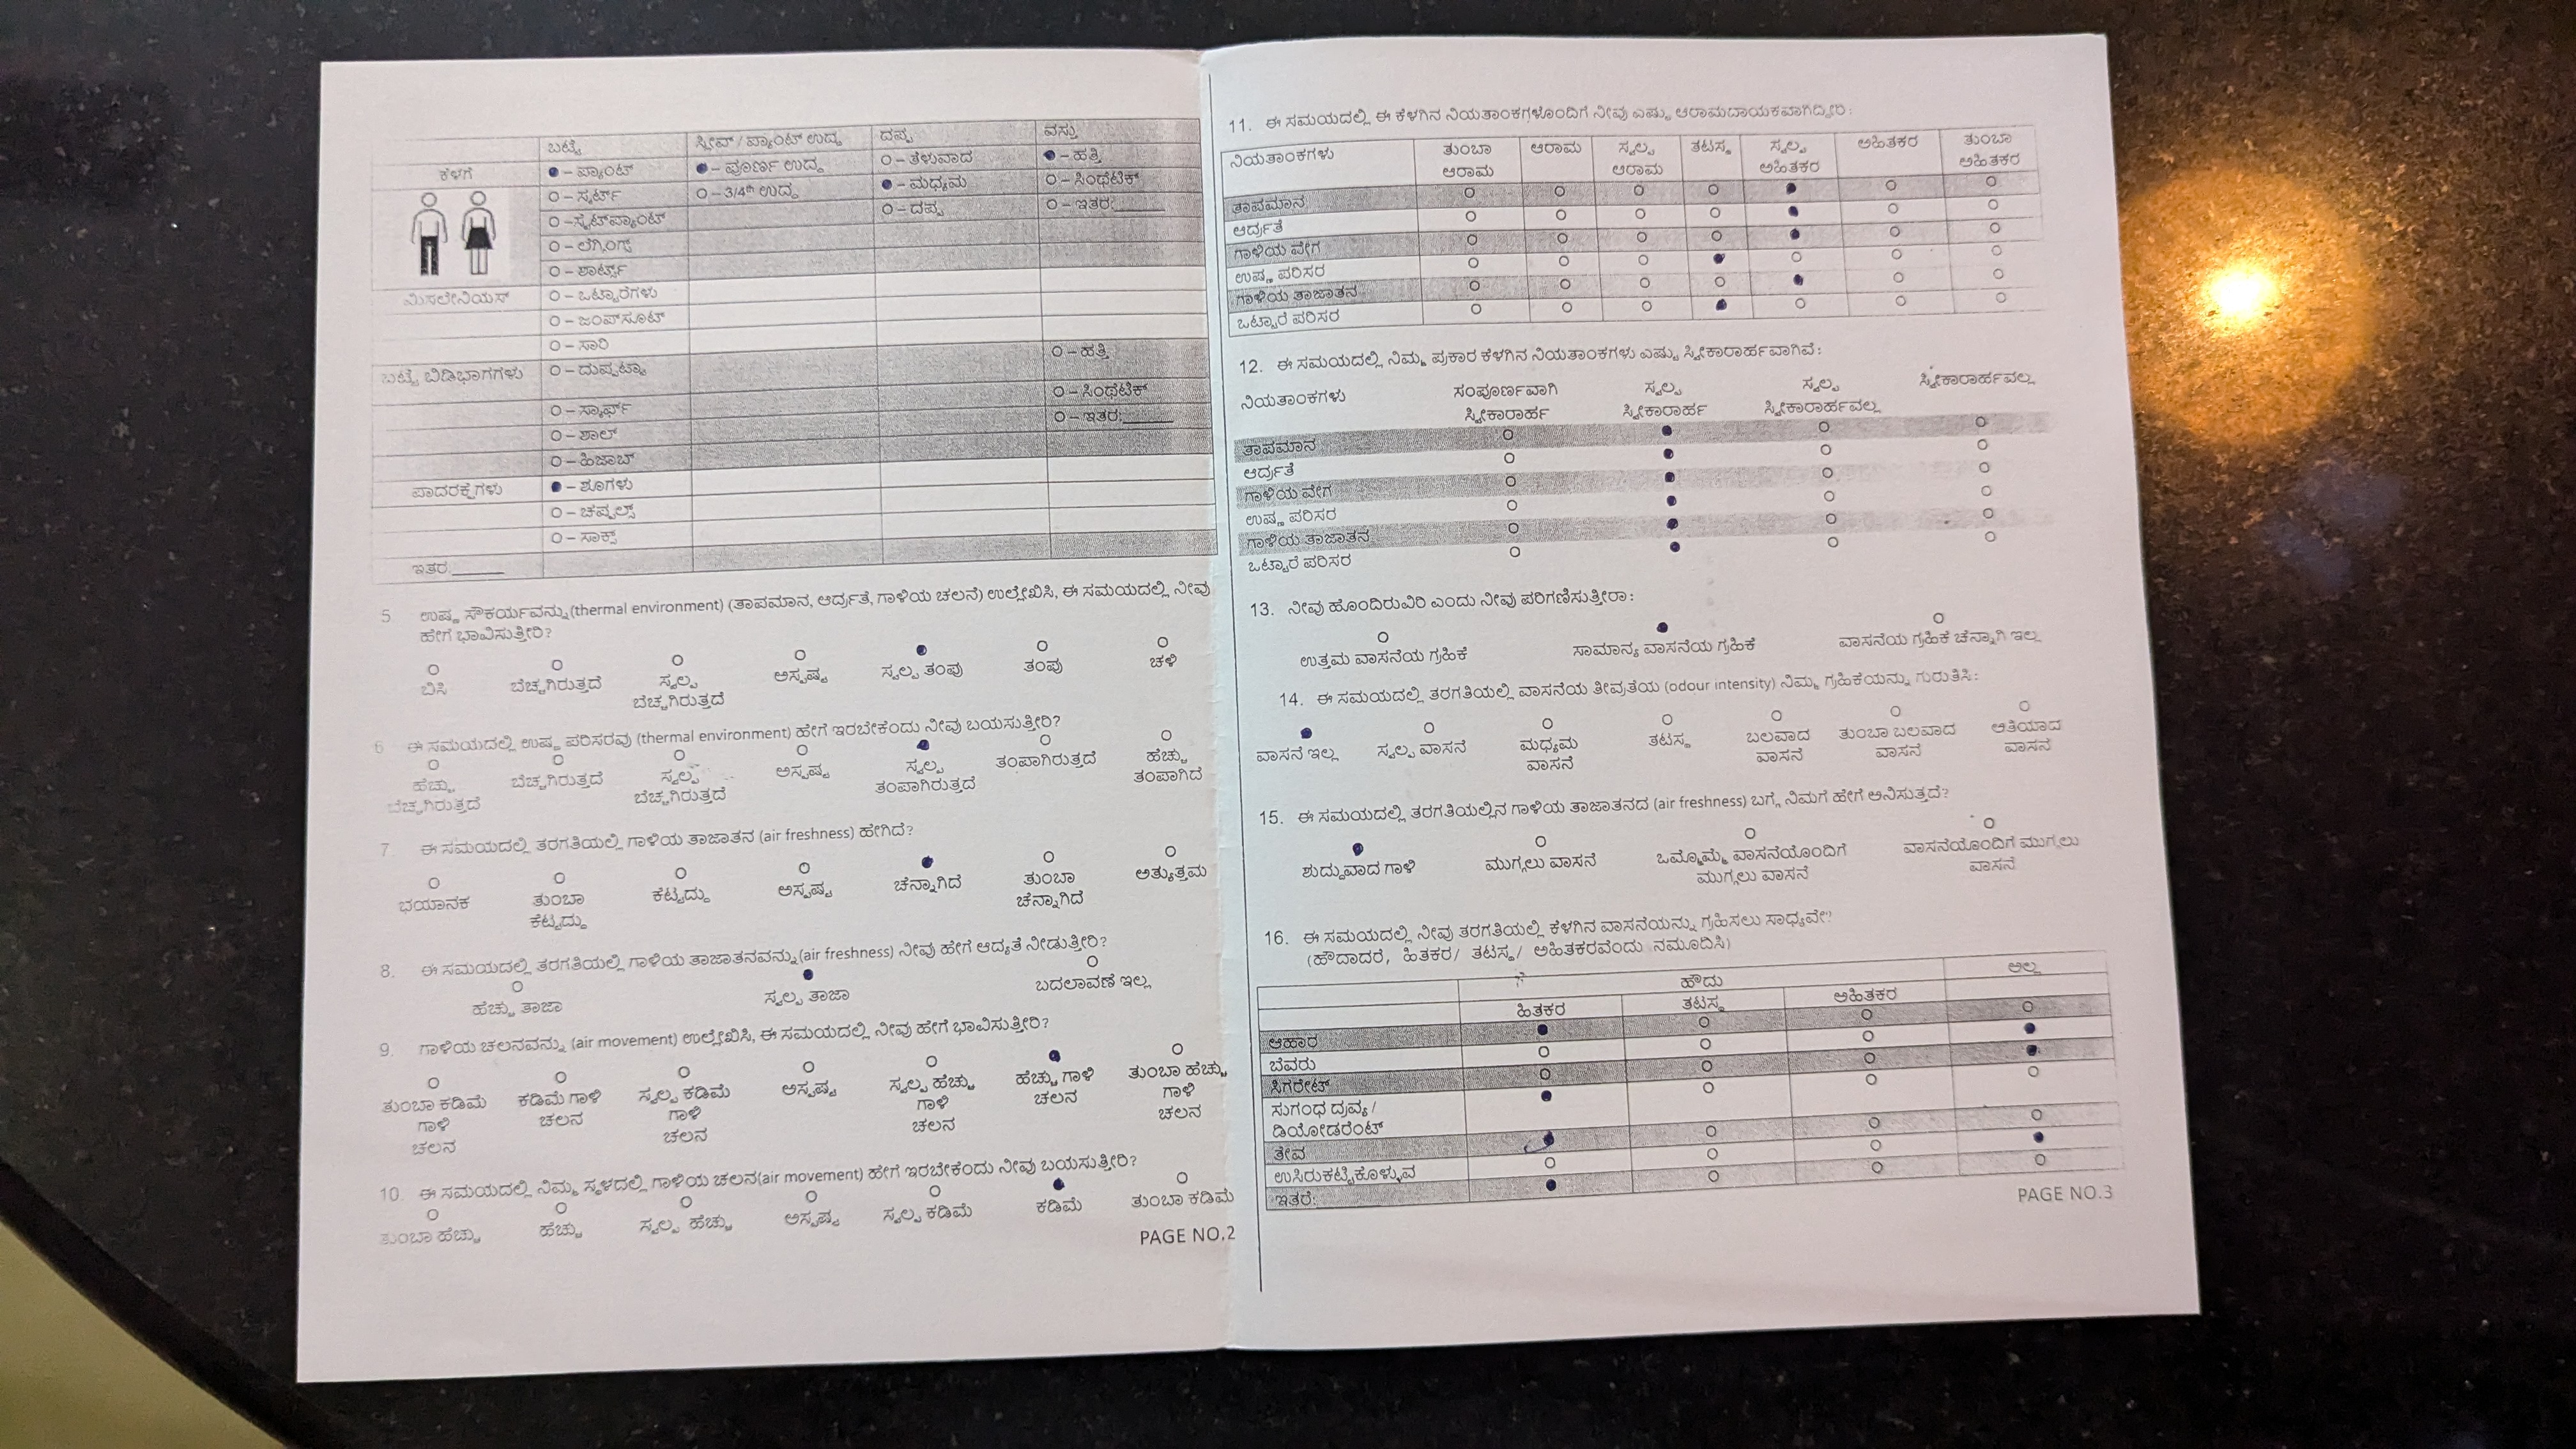 ಬಟ್ಟೆ ಸ್ಲೀವ್ / ಪ್ಯಾಂಟ್ ಉದ್ದ ದಪ್ಪ ವಸ್ತು
ಕೆಳಗೆ ● – ಪ್ಯಾಂಟ್ ● – ಪೂರ್ಣ ಉದ್ದ O – ತೆಳುವಾದ ● – ಹತ್ತಿ
O – ಸ್ಕರ್ಟ್ O – 3/4th ಉದ್ದ ● – ಮಧ್ಯಮ O – ಸಿಂಥೆಟಿಕ್
O –ಸ್ವೆಟ್‌ಪ್ಯಾಂಟ್ O – ದಪ್ಪ O – ಇತರ:______
O – ಲೆಗ್ಗಿಂಗ್ಸ್
O – ಶಾರ್ಟ್ಸ್
ಮಿಸಲೇನಿಯಸ್ O – ಒಟ್ಟಾರೆಗಳು
O – ಜಂಪ್‌ಸೂಟ್
O – ಸಾರಿ
ಬಟ್ಟೆ ಬಿಡಿಭಾಗಗಳು O – ದುಪ್ಪಟ್ಟಾ O – ಹತ್ತಿ
O – ಸ್ಕಾರ್ಫ್ O – ಸಿಂಥೆಟಿಕ್
O – ಶಾಲ್ O – ಇತರ:______
O – ಹಿಜಾಬ್
ಪಾದರಕ್ಷೆಗಳು ● – ಶೂಗಳು
O – ಚಪ್ಪಲ್ಸ್
O – ಸಾಕ್ಸ್
ಇತರ:______
5 ಉಷ್ಣ ಸೌಕರ್ಯವನ್ನು (thermal environment) (ತಾಪಮಾನ, ಆರ್ದ್ರತೆ, ಗಾಳಿಯ ಚಲನೆ) ಉಲ್ಲೇಖಿಸಿ, ಈ ಸಮಯದಲ್ಲಿ ನೀವು
ಹೇಗೆ ಭಾವಿಸುತ್ತೀರಿ?
O O O O ● O O
ಬಿಸಿ ಬೆಚ್ಚಗಿರುತ್ತದೆ ಸ್ವಲ್ಪ ಅಸ್ಪಷ್ಟ ಸ್ವಲ್ಪ ತಂಪು ತಂಪು ಚಳಿ
ಬೆಚ್ಚಗಿರುತ್ತದೆ
6 ಈ ಸಮಯದಲ್ಲಿ ಉಷ್ಣ ಪರಿಸರವು (thermal environment) ಹೇಗೆ ಇರಬೇಕೆಂದು ನೀವು ಬಯಸುತ್ತೀರಿ?
O O O O ● O O
ಹೆಚ್ಚು ಬೆಚ್ಚಗಿರುತ್ತದೆ ಸ್ವಲ್ಪ ಅಸ್ಪಷ್ಟ ಸ್ವಲ್ಪ ತಂಪಾಗಿರುತ್ತದೆ ಹೆಚ್ಚು
ಬೆಚ್ಚಗಿರುತ್ತದೆ ಬೆಚ್ಚಗಿರುತ್ತದೆ ತಂಪಾಗಿರುತ್ತದೆ ತಂಪಾಗಿದೆ
7 ಈ ಸಮಯದಲ್ಲಿ ತರಗತಿಯಲ್ಲಿ ಗಾಳಿಯ ತಾಜಾತನ (air freshness) ಹೇಗಿದೆ?
O O O O ● O O
ಭಯಾನಕ ತುಂಬಾ ಕೆಟ್ಟದ್ದು ಅಸ್ಪಷ್ಟ ಚೆನ್ನಾಗಿದೆ ತುಂಬಾ ಅತ್ಯುತ್ತಮ
ಕೆಟ್ಟದ್ದು ಚೆನ್ನಾಗಿದೆ
8. ಈ ಸಮಯದಲ್ಲಿ ತರಗತಿಯಲ್ಲಿ ಗಾಳಿಯ ತಾಜಾತನವನ್ನು (air freshness) ನೀವು ಹೇಗೆ ಆದ್ಯತೆ ನೀಡುತ್ತೀರಿ?
O ● O
ಹೆಚ್ಚು ತಾಜಾ ಸ್ವಲ್ಪ ತಾಜಾ ಬದಲಾವಣೆ ಇಲ್ಲ
9. ಗಾಳಿಯ ಚಲನವನ್ನು (air movement) ಉಲ್ಲೇಖಿಸಿ, ಈ ಸಮಯದಲ್ಲಿ ನೀವು ಹೇಗೆ ಭಾವಿಸುತ್ತೀರಿ?
O O O O O ● O
ತುಂಬಾ ಕಡಿಮೆ ಕಡಿಮೆ ಗಾಳಿ ಸ್ವಲ್ಪ ಕಡಿಮೆ ಅಸ್ಪಷ್ಟ ಸ್ವಲ್ಪ ಹೆಚ್ಚು ಹೆಚ್ಚು ಗಾಳಿ ತುಂಬಾ ಹೆಚ್ಚು
ಗಾಳಿ ಚಲನ ಗಾಳಿ ಗಾಳಿ ಚಲನ ಗಾಳಿ
ಚಲನ ಚಲನ ಚಲನ ಚಲನ
10. ಈ ಸಮಯದಲ್ಲಿ ನಿಮ್ಮ ಸ್ಥಳದಲ್ಲಿ ಗಾಳಿಯ ಚಲನ(air movement) ಹೇಗೆ ಇರಬೇಕೆಂದು ನೀವು ಬಯಸುತ್ತೀರಿ?
O O O O O ● O
ತುಂಬಾ ಹೆಚ್ಚು ಹೆಚ್ಚು ಸ್ವಲ್ಪ ಹೆಚ್ಚು ಅಸ್ಪಷ್ಟ ಸ್ವಲ್ಪ ಕಡಿಮೆ ಕಡಿಮೆ ತುಂಬಾ ಕಡಿಮೆ
PAGE NO.2
11. ಈ ಸಮಯದಲ್ಲಿ ಈ ಕೆಳಗಿನ ನಿಯತಾಂಕಗಳೊಂದಿಗೆ ನೀವು ಎಷ್ಟು ಆರಾಮದಾಯಕವಾಗಿದ್ದೀರಿ:
ನಿಯತಾಂಕಗಳು ತುಂಬಾ ಆರಾಮ ಸ್ವಲ್ಪ ತಟಸ್ಥ ಸ್ವಲ್ಪ ಅಹಿತಕರ ತುಂಬಾ
ಆರಾಮ ಆರಾಮ ಅಹಿತಕರ ಅಹಿತಕರ
ತಾಪಮಾನ O O O O ● O O
ಆರ್ದ್ರತೆ O O O O ● O O
ಗಾಳಿಯ ವೇಗ O O O O ● O O
ಉಷ್ಣ ಪರಿಸರ O O O ● O O O
ಗಾಳಿಯ ತಾಜಾತನ O O O O ● O O
ಒಟ್ಟಾರೆ ಪರಿಸರ O O O ● O O O
12. ಈ ಸಮಯದಲ್ಲಿ ನಿಮ್ಮ ಪ್ರಕಾರ ಕೆಳಗಿನ ನಿಯತಾಂಕಗಳು ಎಷ್ಟು ಸ್ವೀಕಾರಾರ್ಹವಾಗಿವೆ:
ನಿಯತಾಂಕಗಳು ಸಂಪೂರ್ಣವಾಗಿ ಸ್ವಲ್ಪ ಸ್ವಲ್ಪ ಸ್ವೀಕಾರಾರ್ಹವಲ್ಲ
ಸ್ವೀಕಾರಾರ್ಹ ಸ್ವೀಕಾರಾರ್ಹ ಸ್ವೀಕಾರಾರ್ಹವಲ್ಲ
ತಾಪಮಾನ O ● O O
ಆರ್ದ್ರತೆ O ● O O
ಗಾಳಿಯ ವೇಗ O ● O O
ಉಷ್ಣ ಪರಿಸರ O ● O O
ಗಾಳಿಯ ತಾಜಾತನ O ● O O
ಒಟ್ಟಾರೆ ಪರಿಸರ O ● O O
13. ನೀವು ಹೊಂದಿರುವಿರಿ ಎಂದು ನೀವು ಪರಿಗಣಿಸುತ್ತೀರಾ:
O ● O
ಉತ್ತಮ ವಾಸನೆಯ ಗ್ರಹಿಕೆ ಸಾಮಾನ್ಯ ವಾಸನೆಯ ಗ್ರಹಿಕೆ ವಾಸನೆಯ ಗ್ರಹಿಕೆ ಚೆನ್ನಾಗಿ ಇಲ್ಲ
14. ಈ ಸಮಯದಲ್ಲಿ ತರಗತಿಯಲ್ಲಿ ವಾಸನೆಯ ತೀವ್ರತೆಯ (odour intensity) ನಿಮ್ಮ ಗ್ರಹಿಕೆಯನ್ನು ಗುರುತಿಸಿ:
● O O O O O O
ವಾಸನೆ ಇಲ್ಲ ಸ್ವಲ್ಪ ವಾಸನೆ ಮಧ್ಯಮ ತಟಸ್ಥ ಬಲವಾದ ತುಂಬಾ ಬಲವಾದ ಅತಿಯಾದ
ವಾಸನೆ ವಾಸನೆ ವಾಸನೆ ವಾಸನೆ
15. ಈ ಸಮಯದಲ್ಲಿ ತರಗತಿಯಲ್ಲಿನ ಗಾಳಿಯ ತಾಜಾತನದ (air freshness) ಬಗ್ಗೆ ನಿಮಗೆ ಹೇಗೆ ಅನಿಸುತ್ತದೆ?
● O O O
ಶುದ್ಧವಾದ ಗಾಳಿ ಮುಗ್ಗಲು ವಾಸನೆ ಒಮ್ಮೊಮ್ಮೆ ವಾಸನೆಯೊಂದಿಗೆ ವಾಸನೆಯೊಂದಿಗೆ ಮುಗ್ಗಲು
ಮುಗ್ಗಲು ವಾಸನೆ ವಾಸನೆ
16. ಈ ಸಮಯದಲ್ಲಿ ನೀವು ತರಗತಿಯಲ್ಲಿ ಕೆಳಗಿನ ವಾಸನೆಯನ್ನು ಗ್ರಹಿಸಲು ಸಾಧ್ಯವೇ?
(ಹೌದಾದರೆ, ಹಿತಕರ/ ತಟಸ್ಥ/ ಅಹಿತಕರವೆಂದು ನಮೂದಿಸಿ)
ಹೌದು ಅಲ್ಲ
ಹಿತಕರ ತಟಸ್ಥ ಅಹಿತಕರ
ಆಹಾರ ● O O O
ಬೆವರು O O O ●
ಸಿಗರೇಟ್ O O O ●
ಸುಗಂಧ ದ್ರವ್ಯ / ● O O O
ಡಿಯೋಡರೆಂಟ್
ತೇವ ● O O O
ಉಸಿರುಕಟ್ಟಿಕೊಳ್ಳುವ O O O ●
ಇತರೆ: ● O O O
PAGE NO.3